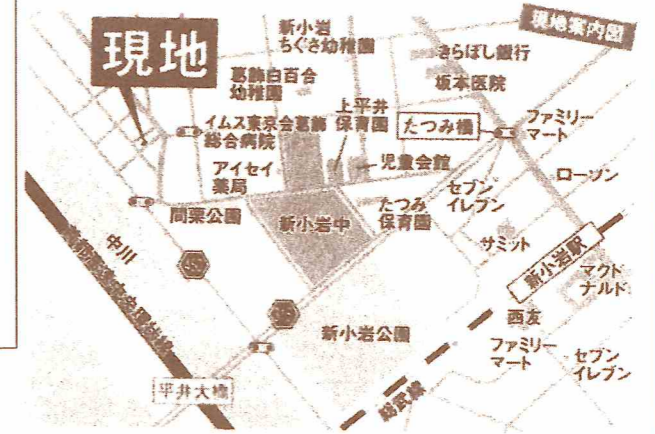 現地案内図
現地
新小岩
ちぐさ幼稚園
きらぼし銀行
坂本医院
葛飾白百合
幼稚園
上平井
保育園
イムス東京会葛飾
総合病院
たつみ橋
ファミリー
マート
アイセイ
薬局
児童会館
ローソン
セブン
イレブン
間栗公園
新小岩中
たつみ
保育園
サミット
新小岩駅
中川
マクド
ナルド
西友
新小岩公園
ファミリー
マート
セブン
イレブン
平井大橋
総武線